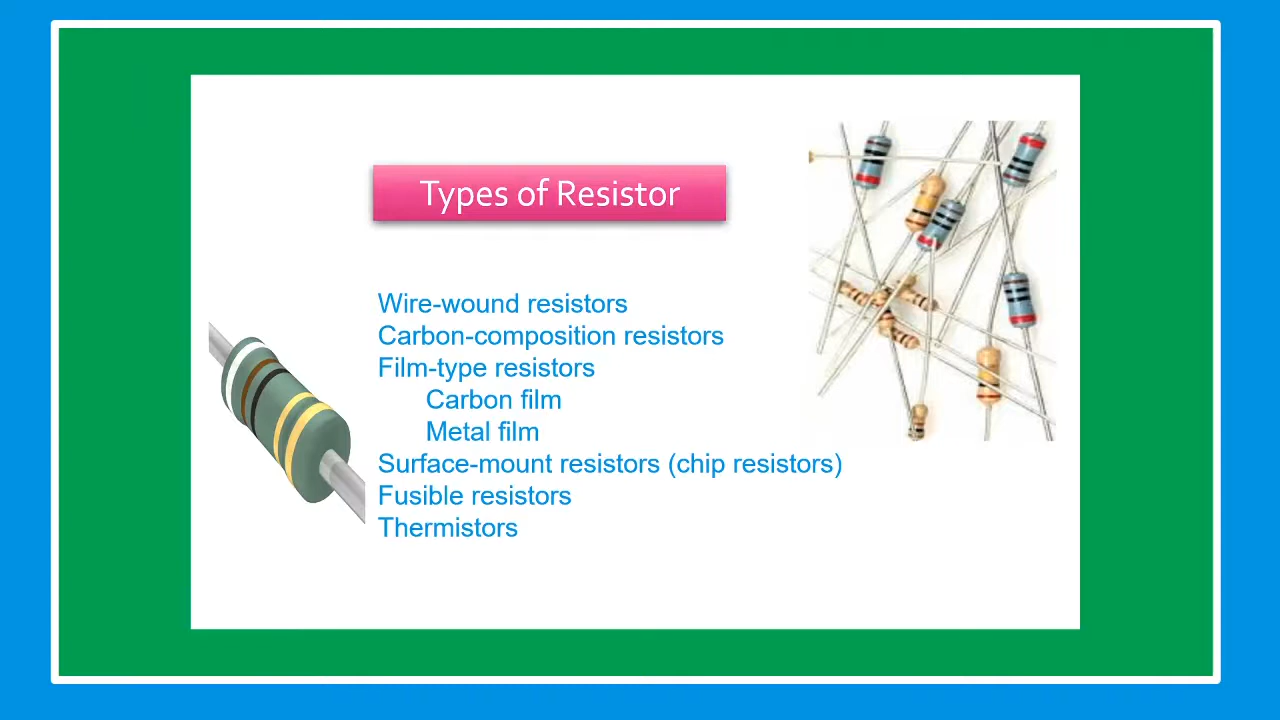 Types of Resistor
Wire-wound resistors
Carbon-composition resistors
Film-type resistors
Carbon film
Metal film
Surface-mount resistors (chip resistors)
Fusible resistors
Thermistors